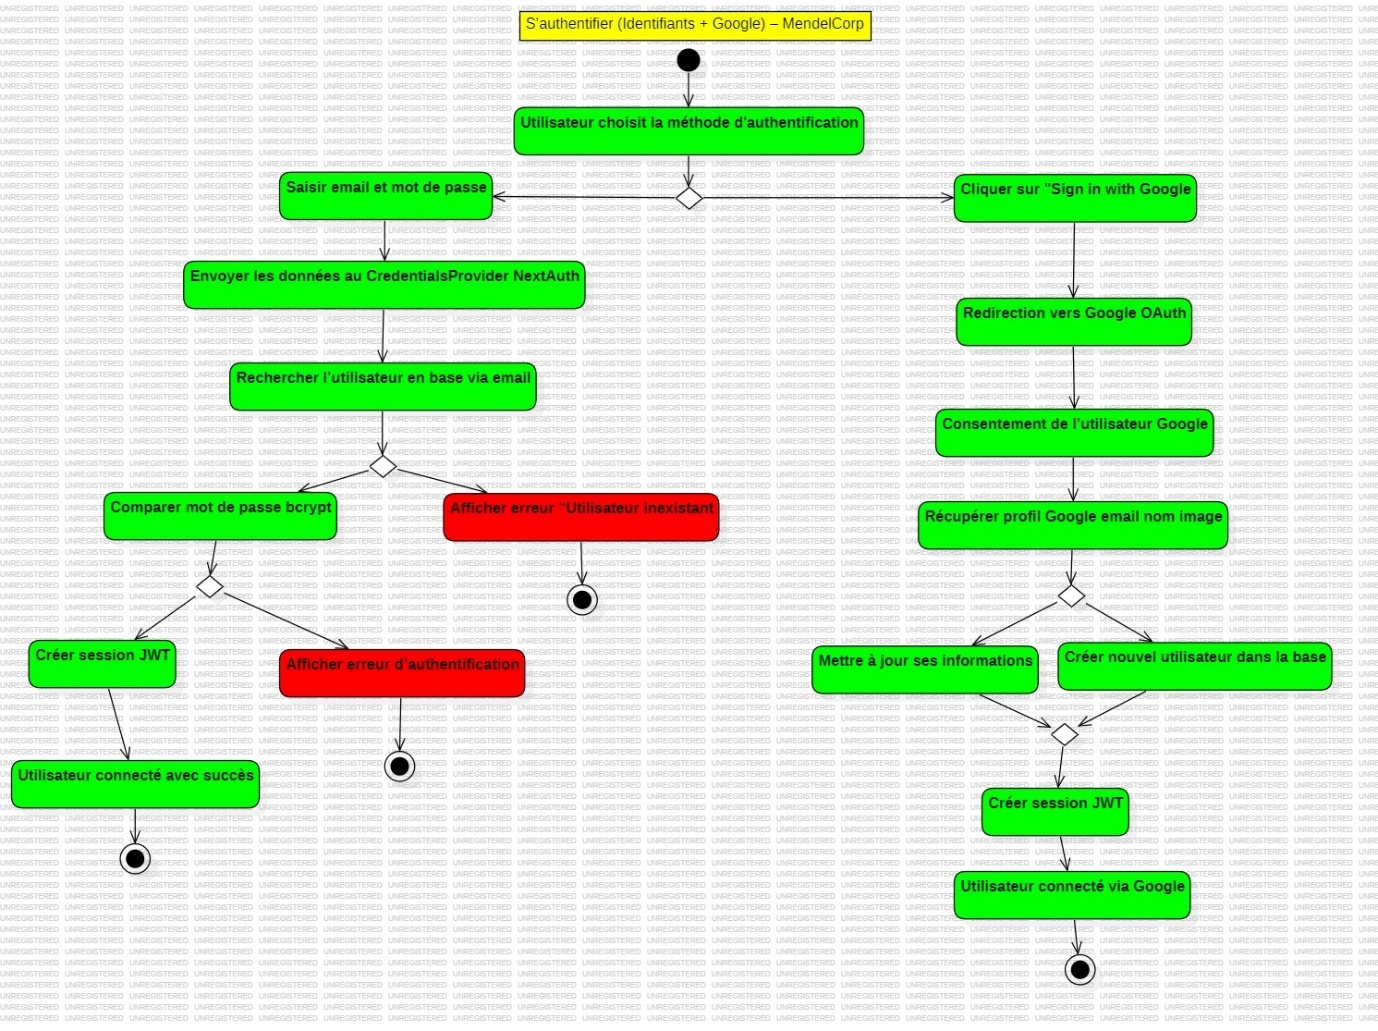 S'authentifier (Identifiants + Google) – MendelCorp
Utilisateur choisit la méthode d'authentification
Saisir email et mot de passe
Cliquer sur "Sign in with Google
Envoyer les données au CredentialsProvider NextAuth
Redirection vers Google OAuth
Rechercher l'utilisateur en base via email
Consentement de l'utilisateur Google
Comparer mot de passe bcrypt
Afficher erreur "Utilisateur inexistant
Récupérer profil Google email nom image
Créer session JWT
Afficher erreur d'authentification
Mettre à jour ses informations
Créer nouvel utilisateur dans la base
Utilisateur connecté avec succès
Créer session JWT
Utilisateur connecté via Google
UNREGISTERED